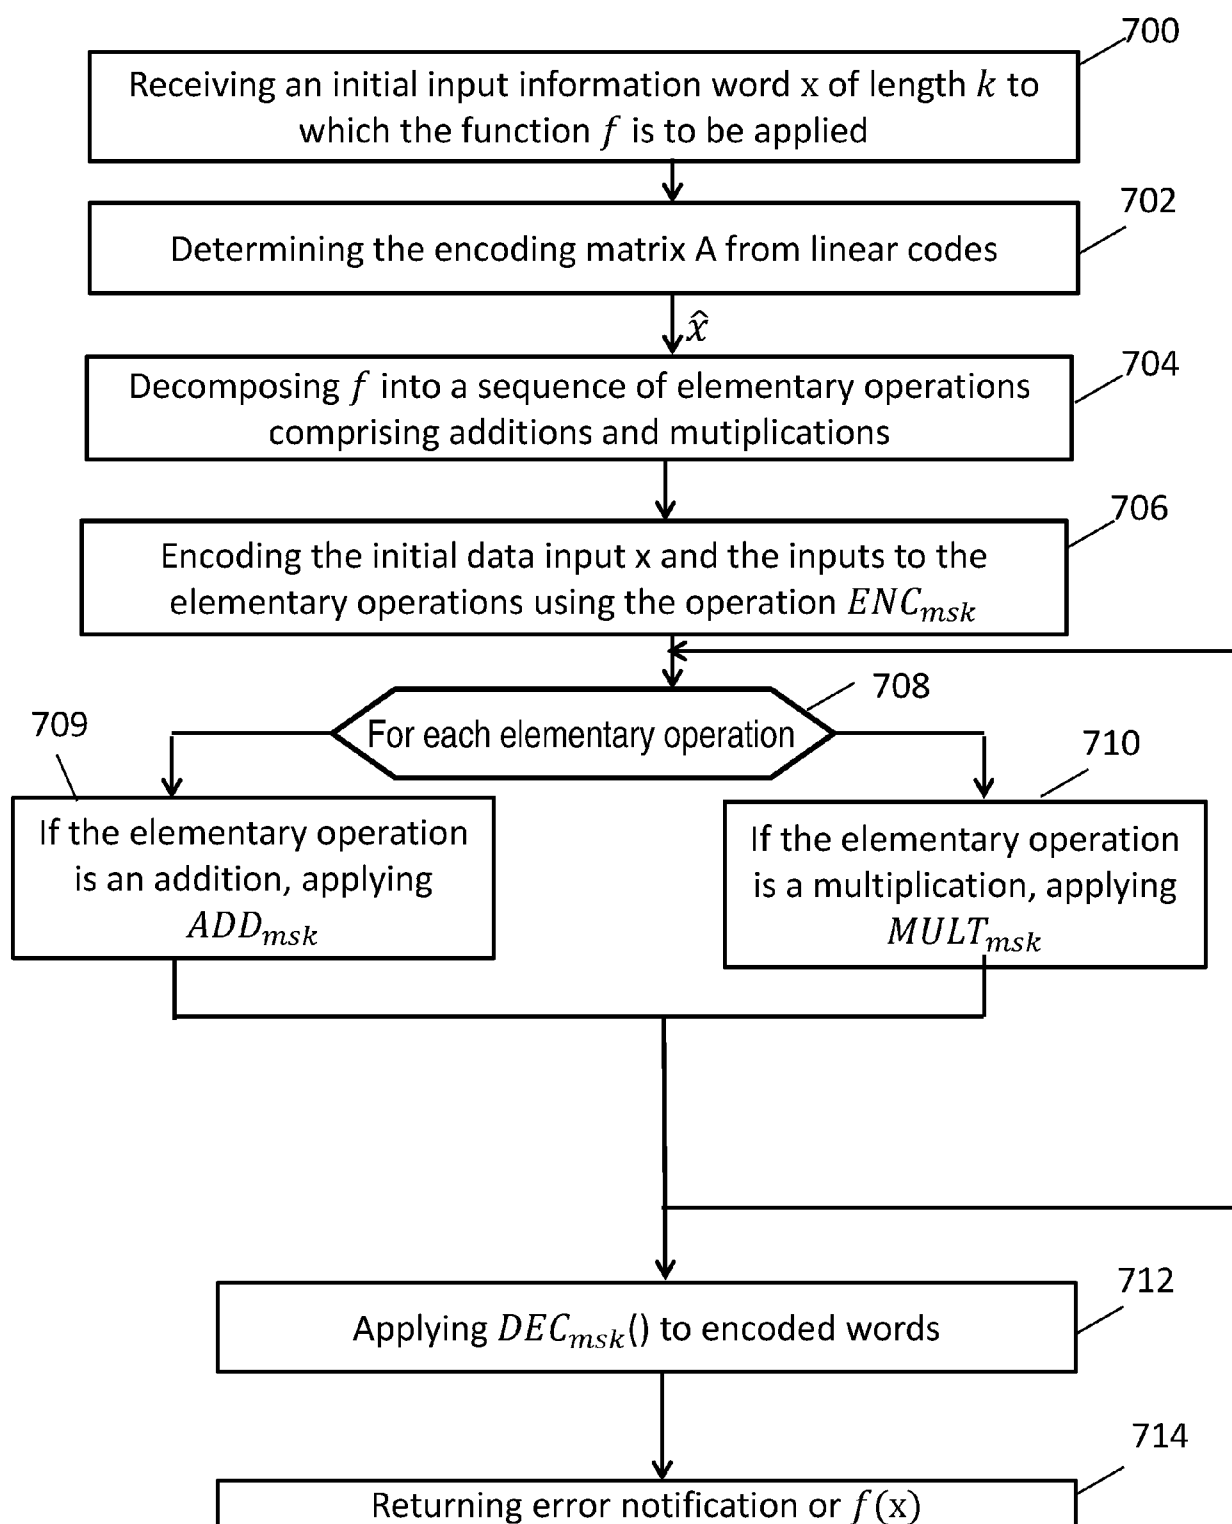 700
Receiving an initial input information word x of length k to
which the function f is to be applied
702
Determining the encoding matrix A from linear codes
x̂
704
Decomposing f into a sequence of elementary operations
comprising additions and mutiplications
706
Encoding the initial data input x and the inputs to the
elementary operations using the operation ENC_msk
708
For each elementary operation
709
If the elementary operation
is an addition, applying
ADD_msk
710
If the elementary operation
is a multiplication, applying
MULT_msk
712
Applying DEC_msk() to encoded words
714
Returning error notification or f(x)